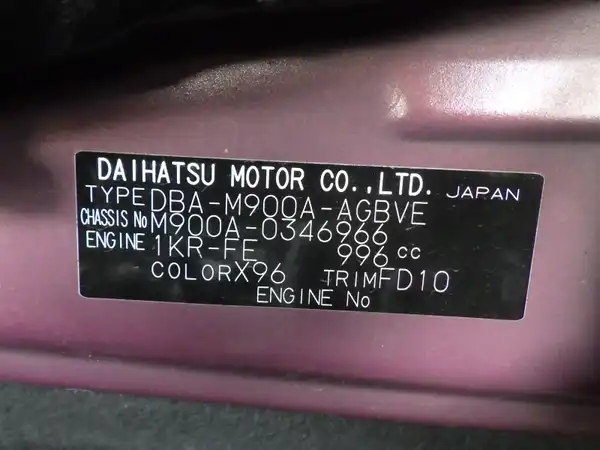 DAIHATSU MOTOR CO.,LTD. JAPAN
TYPE DBA-M900A-AGBVE
CHASSIS No M900A-0346966
ENGINE 1KR-FE 996 cc
COLOR X96 TRIM FD10
ENGINE No